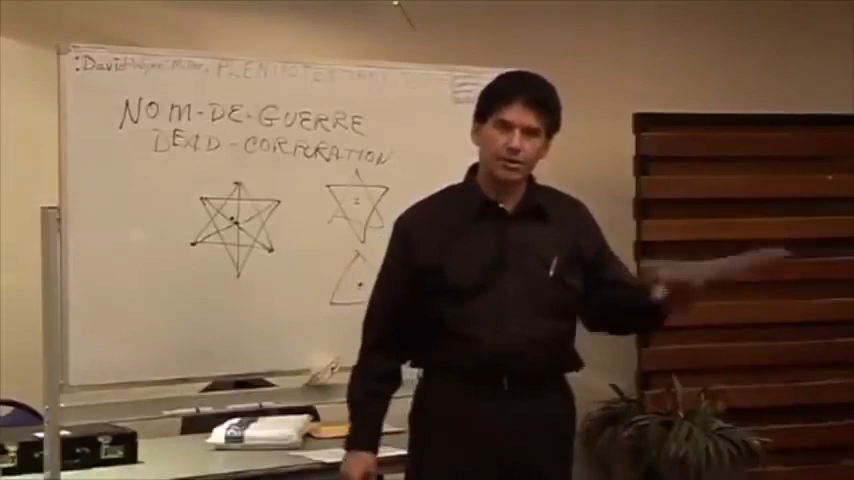 :David-Wynn: Miller, PLENIPOTENTIARY
NOM-DE-GUERRE
DEAD-CORPORATION